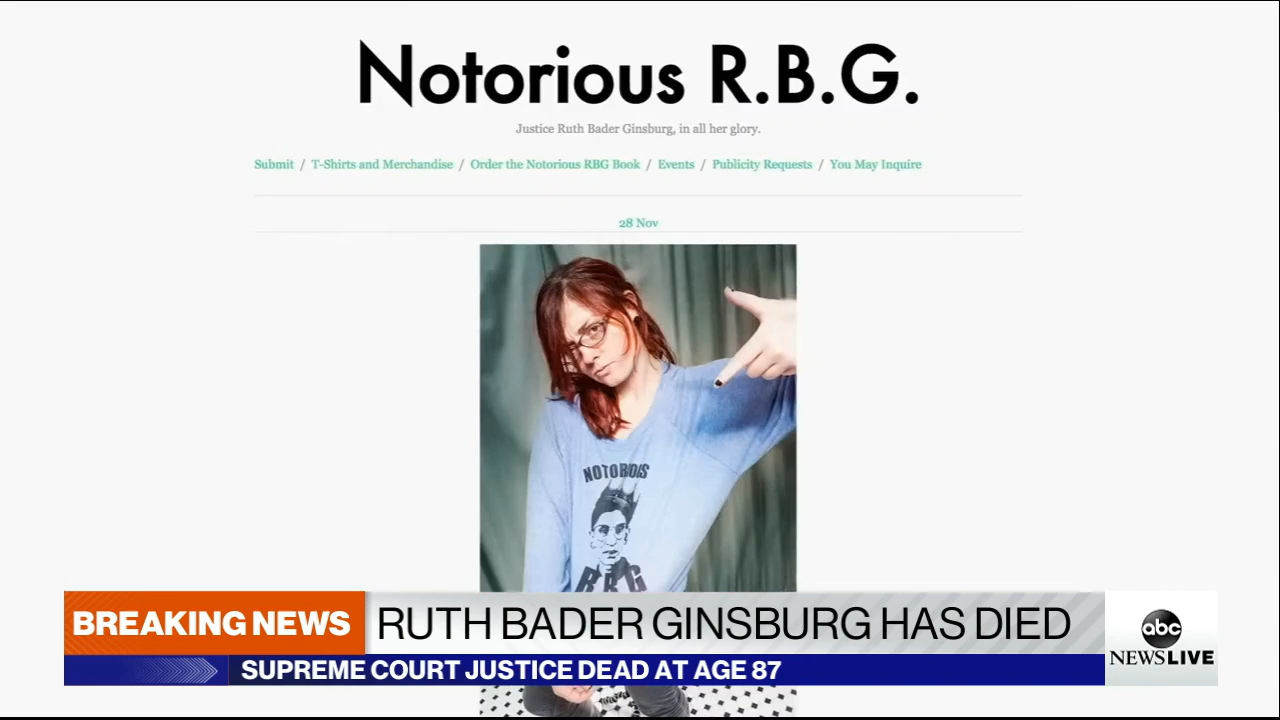 Notorious R.B.G.
Justice Ruth Bader Ginsburg, in all her glory.
Submit / T-Shirts and Merchandise / Order the Notorious RBG Book / Events / Publicity Requests / You May Inquire
28 Nov
NOTORIOUS
RBG
BREAKING NEWS
RUTH BADER GINSBURG HAS DIED
SUPREME COURT JUSTICE DEAD AT AGE 87
abc
NEWSLIVE